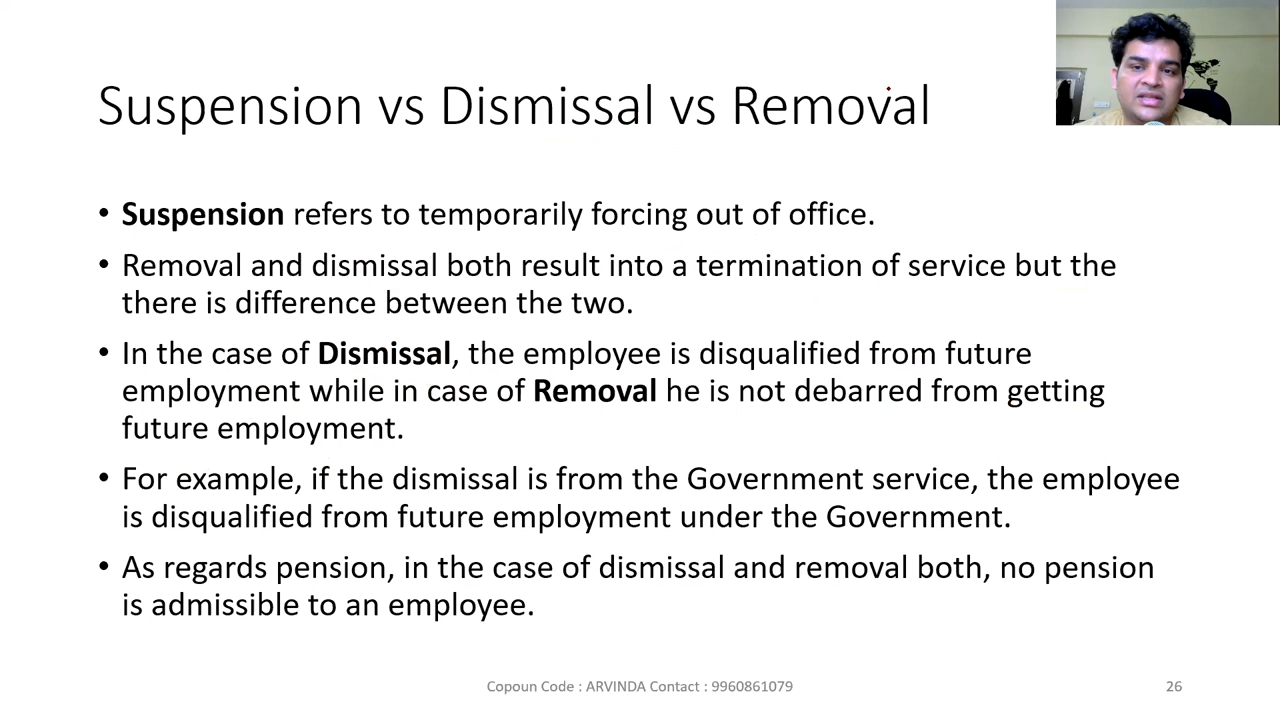 Suspension vs Dismissal vs Removal
• Suspension refers to temporarily forcing out of office.
• Removal and dismissal both result into a termination of service but the
there is difference between the two.
• In the case of Dismissal, the employee is disqualified from future
employment while in case of Removal he is not debarred from getting
future employment.
• For example, if the dismissal is from the Government service, the employee
is disqualified from future employment under the Government.
• As regards pension, in the case of dismissal and removal both, no pension
is admissible to an employee.
Copoun Code : ARVINDA Contact : 9960861079
26